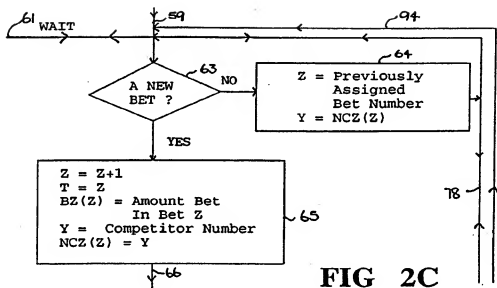 61 WAIT 59 94
63 64
A NEW
BET ?
NO
YES
Z = Previously
Assigned
Bet Number
Y = NCZ(Z)
78
Z = Z+1
T = Z
BZ(Z) = Amount Bet
In Bet Z
Y = Competitor Number
NCZ(Z) = Y
65
66
FIG 2C